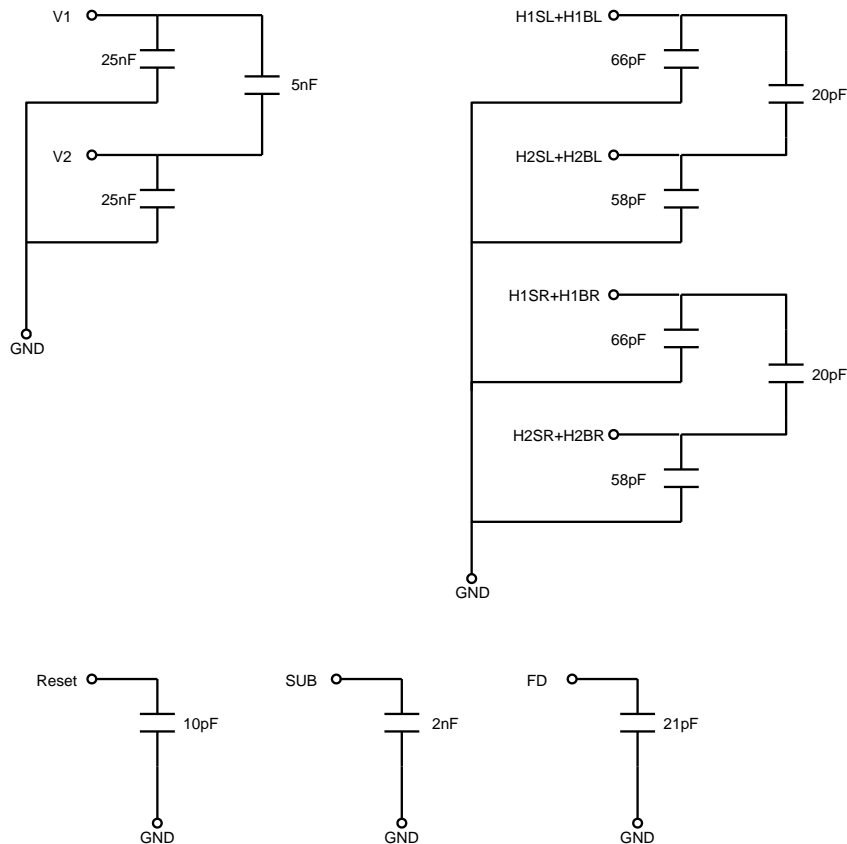 V1
25nF
5nF
V2
25nF
GND
H1SL+H1BL
66pF
20pF
H2SL+H2BL
58pF
H1SR+H1BR
66pF
20pF
H2SR+H2BR
58pF
GND
Reset
10pF
GND
SUB
2nF
GND
FD
21pF
GND